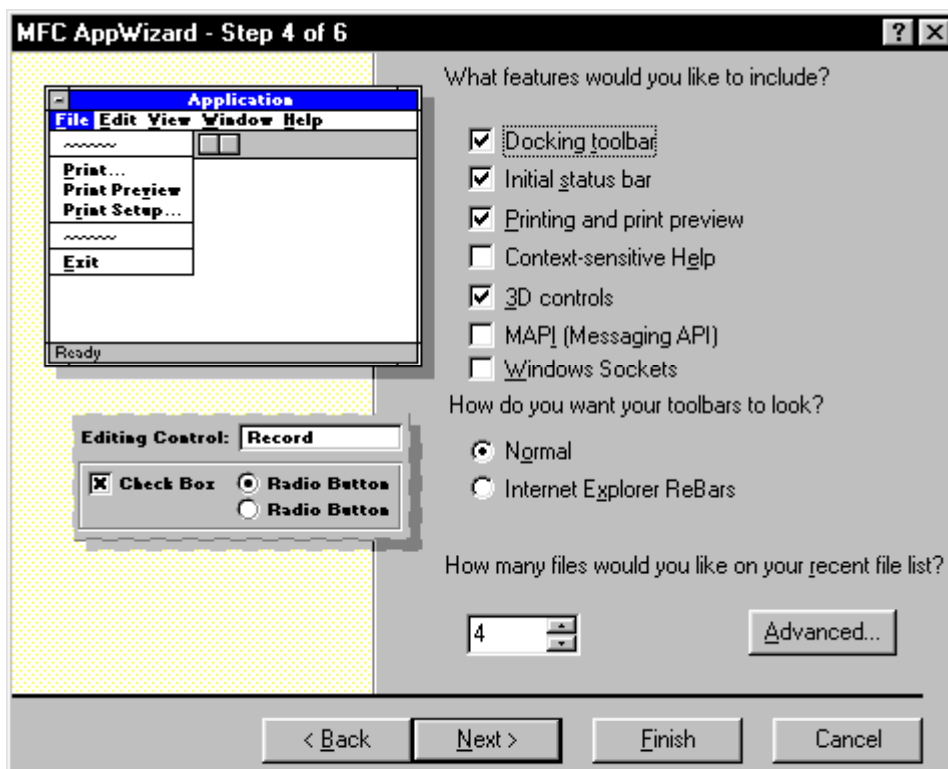 MFC AppWizard - Step 4 of 6
Application
File Edit View Window Help
Print...
Print Preview
Print Setup...
Exit
Ready
Editing Control: Record
Check Box Radio Button
Radio Button
What features would you like to include?
Docking toolbar
Initial status bar
Printing and print preview
Context-sensitive Help
3D controls
MAPI (Messaging API)
Windows Sockets
How do you want your toolbars to look?
Normal
Internet Explorer ReBars
How many files would you like on your recent file list?
4 Advanced...
< Back Next > Finish Cancel